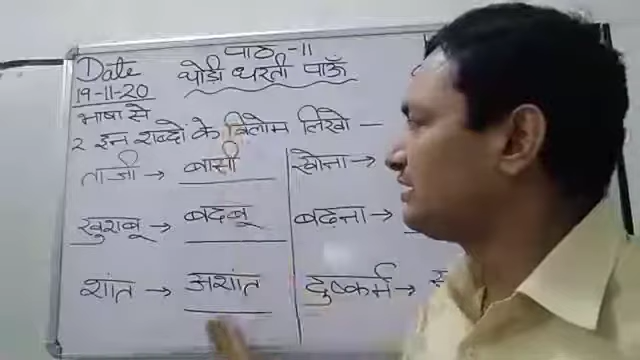 पाठ -11
Date
थोड़ी धरती पाऊँ
19-11-20
भाषा से
2 इन शब्दो के विलोम लिखो —
ताजी → बासी
खुशबू → बदबू
शांत → अशांत
खोना →
बढ़ना →
दुष्कर्म →